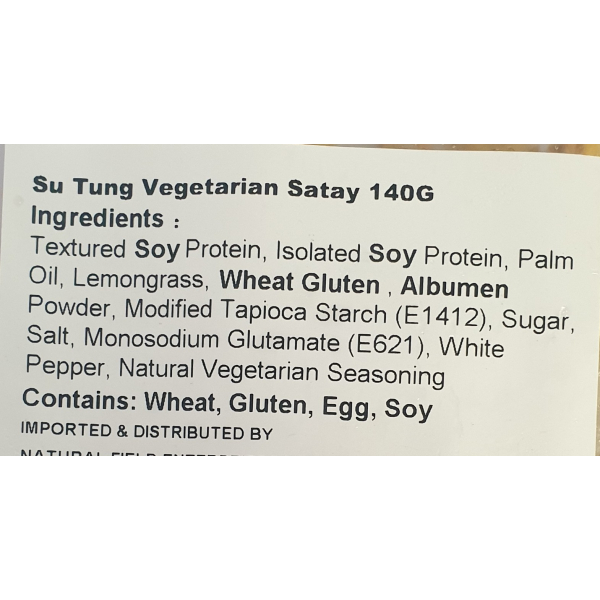 Su Tung Vegetarian Satay 140G
Ingredients :
Textured Soy Protein, Isolated Soy Protein, Palm
Oil, Lemongrass, Wheat Gluten , Albumen
Powder, Modified Tapioca Starch (E1412), Sugar,
Salt, Monosodium Glutamate (E621), White
Pepper, Natural Vegetarian Seasoning
Contains: Wheat, Gluten, Egg, Soy
IMPORTED & DISTRIBUTED BY
NATURAL FIELD